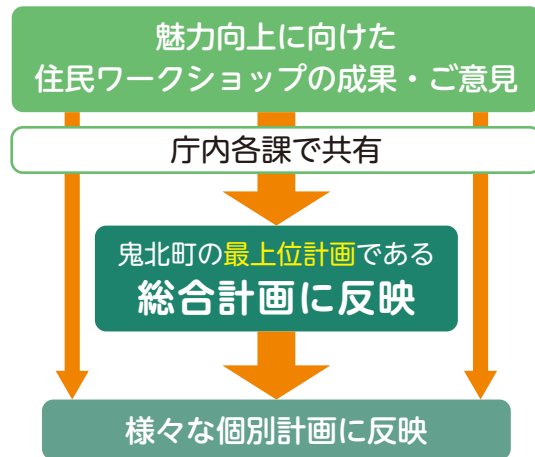 魅力向上に向けた
住民ワークショップの成果・ご意見
庁内各課で共有
鬼北町の最上位計画である
総合計画に反映
様々な個別計画に反映